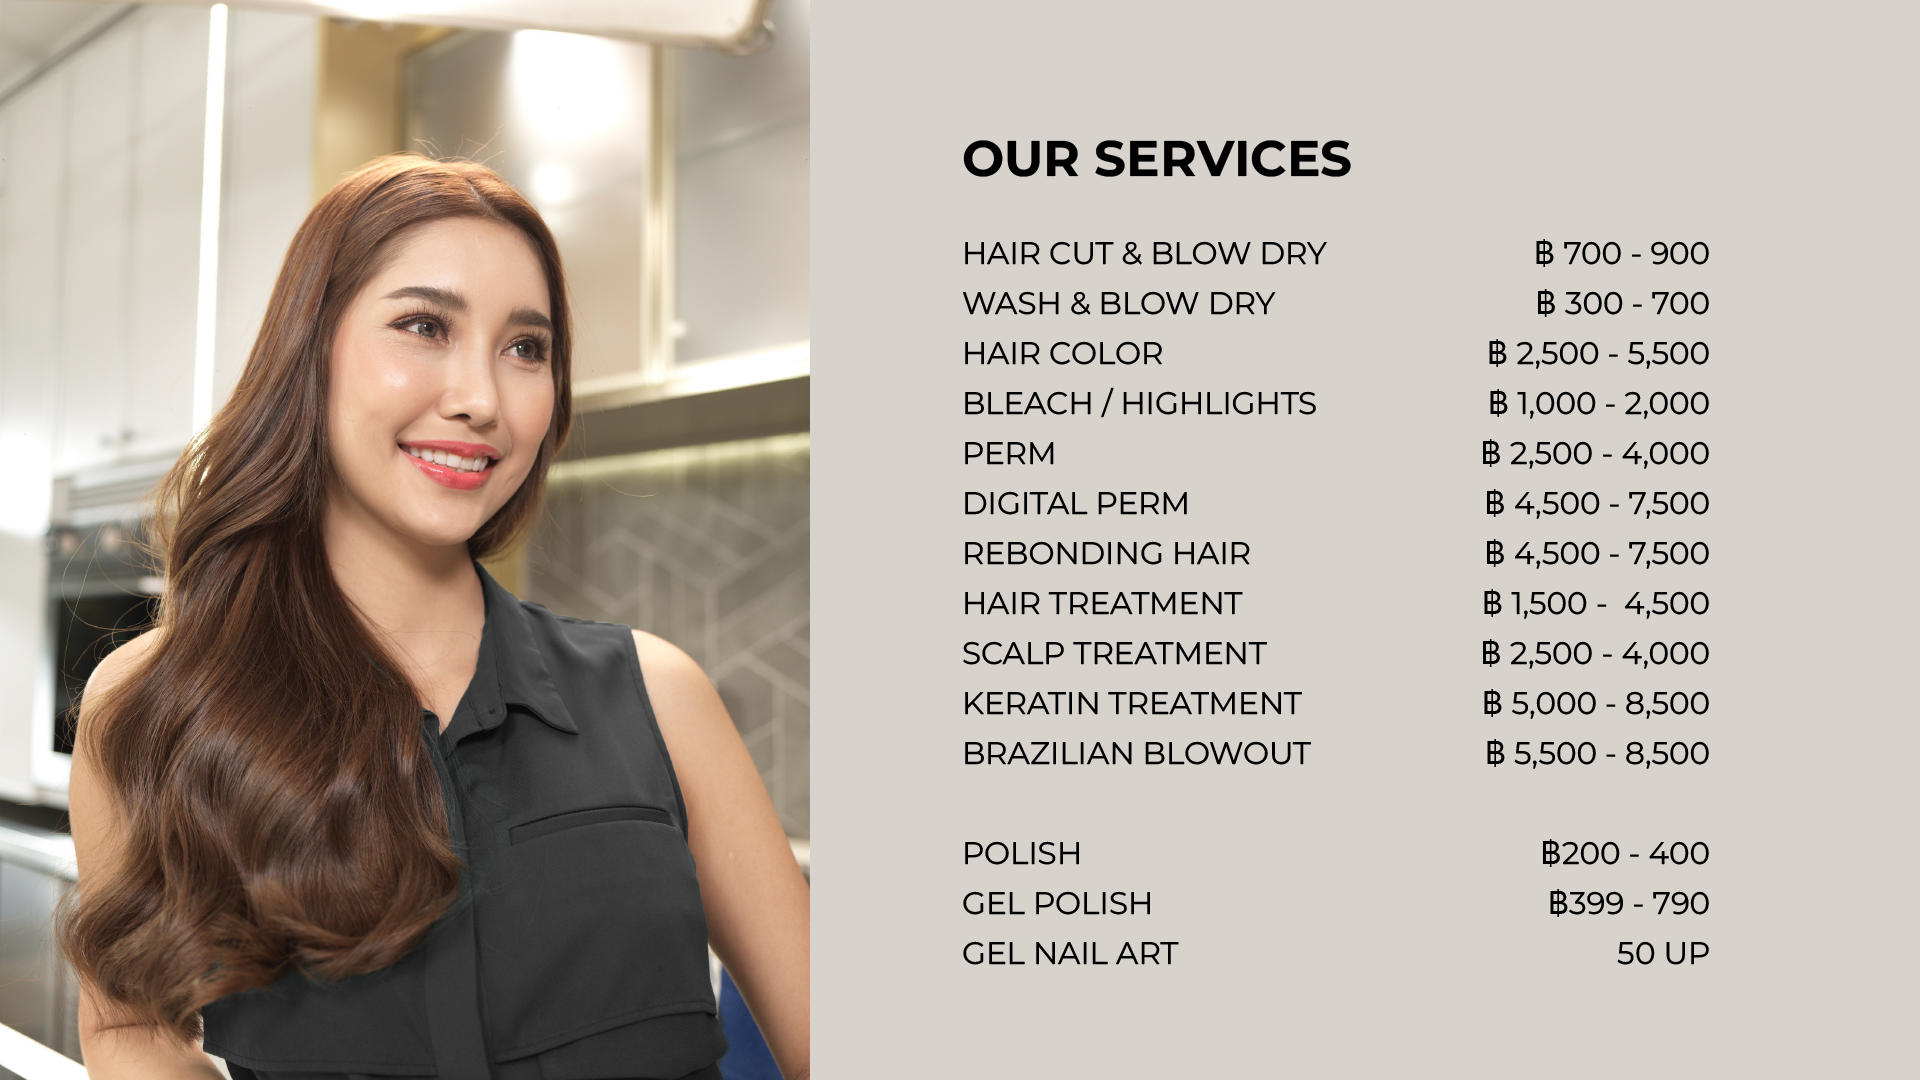 OUR SERVICES
HAIR CUT & BLOW DRY ฿ 700 - 900
WASH & BLOW DRY ฿ 300 - 700
HAIR COLOR ฿ 2,500 - 5,500
BLEACH / HIGHLIGHTS ฿ 1,000 - 2,000
PERM ฿ 2,500 - 4,000
DIGITAL PERM ฿ 4,500 - 7,500
REBONDING HAIR ฿ 4,500 - 7,500
HAIR TREATMENT ฿ 1,500 - 4,500
SCALP TREATMENT ฿ 2,500 - 4,000
KERATIN TREATMENT ฿ 5,000 - 8,500
BRAZILIAN BLOWOUT ฿ 5,500 - 8,500
POLISH ฿200 - 400
GEL POLISH ฿399 - 790
GEL NAIL ART 50 UP